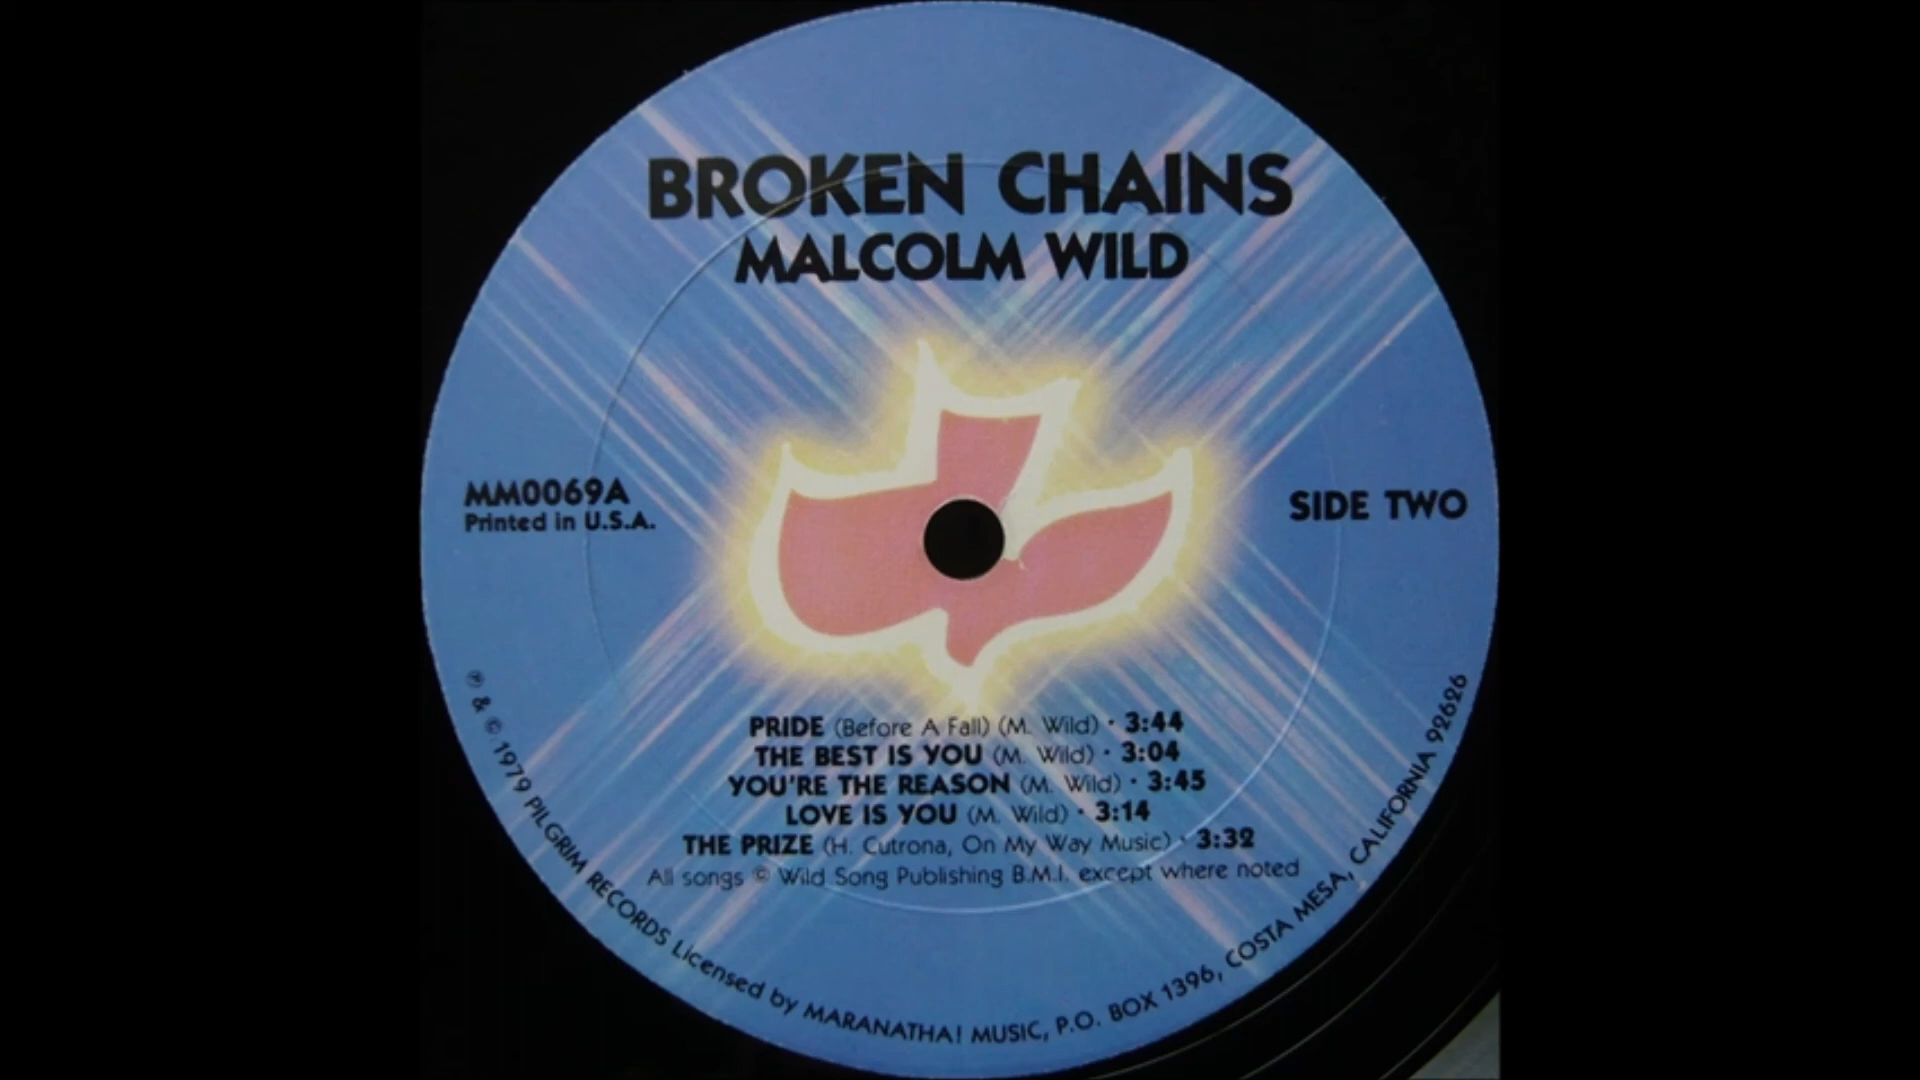 BROKEN CHAINS
MALCOLM WILD
MM0069A
Printed in U.S.A.
SIDE TWO
PRIDE (Before A Fall) (M. Wild) · 3:44
THE BEST IS YOU (M. Wild) · 3:04
YOU'RE THE REASON (M. Wild) · 3:45
LOVE IS YOU (M. Wild) · 3:14
THE PRIZE (H. Cutrona, On My Way Music) · 3:32
All songs © Wild Song Publishing B.M.I. except where noted
℗ & © 1979 PILGRIM RECORDS Licensed by MARANATHA! MUSIC, P.O. BOX 1396, COSTA MESA, CALIFORNIA 92626